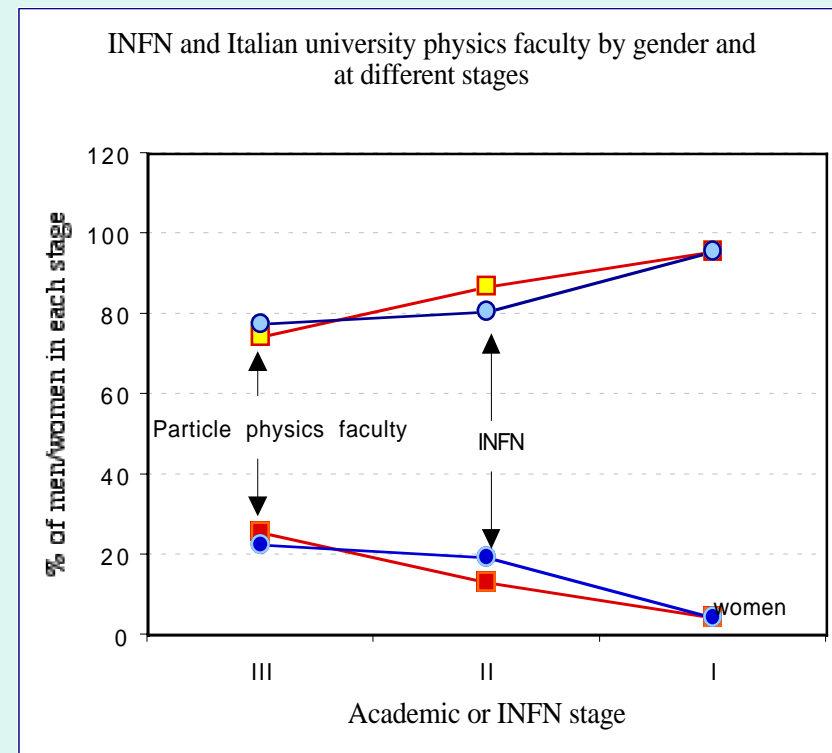 INFN and Italian university physics faculty by gender and
at different stages
% of men/women in each stage
120
100
80
60
40
20
0
Particle physics faculty
INFN
women
III II I
Academic or INFN stage